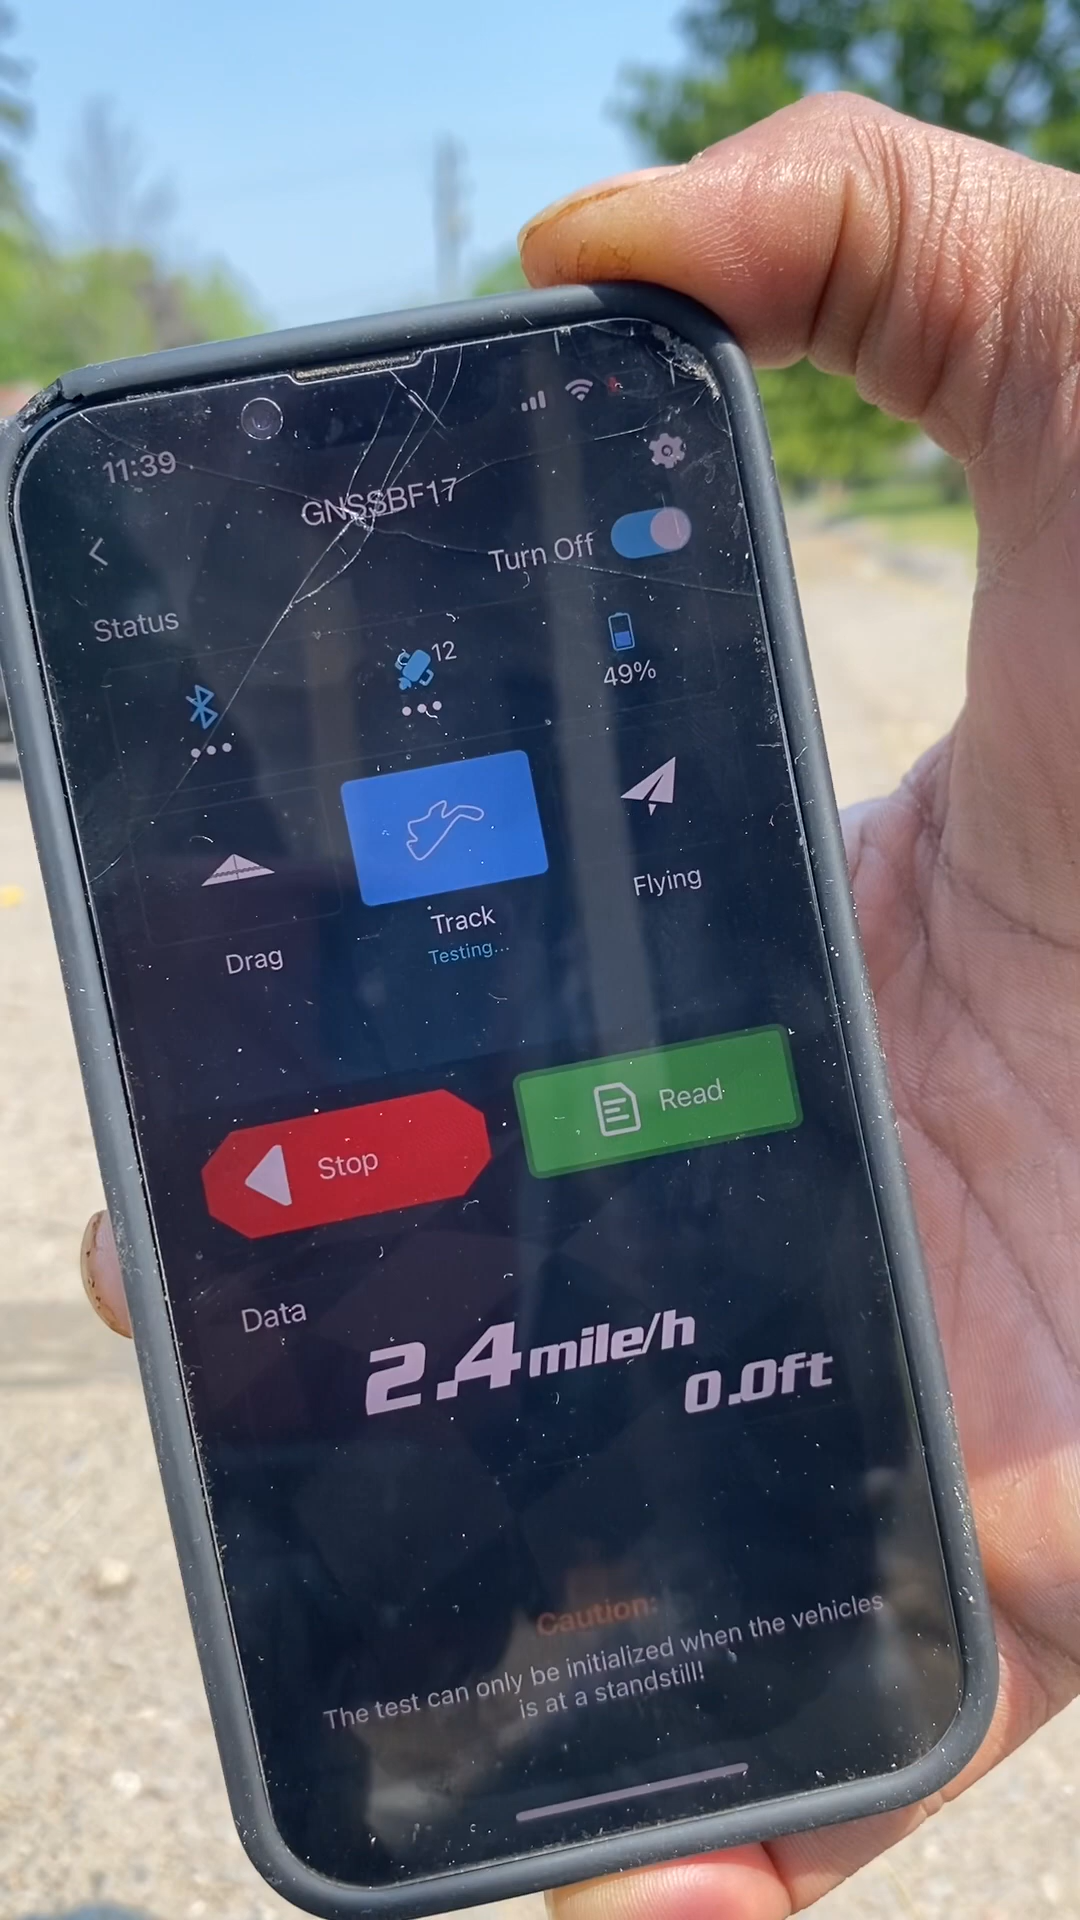 11:39
GNSSBF17
Turn Off
Status
12
49%
Drag
Track
Testing...
Flying
Stop
Read
Data
2.4mile/h
0.0ft
Caution:
The test can only be initialized when the vehicles
is at a standstill!